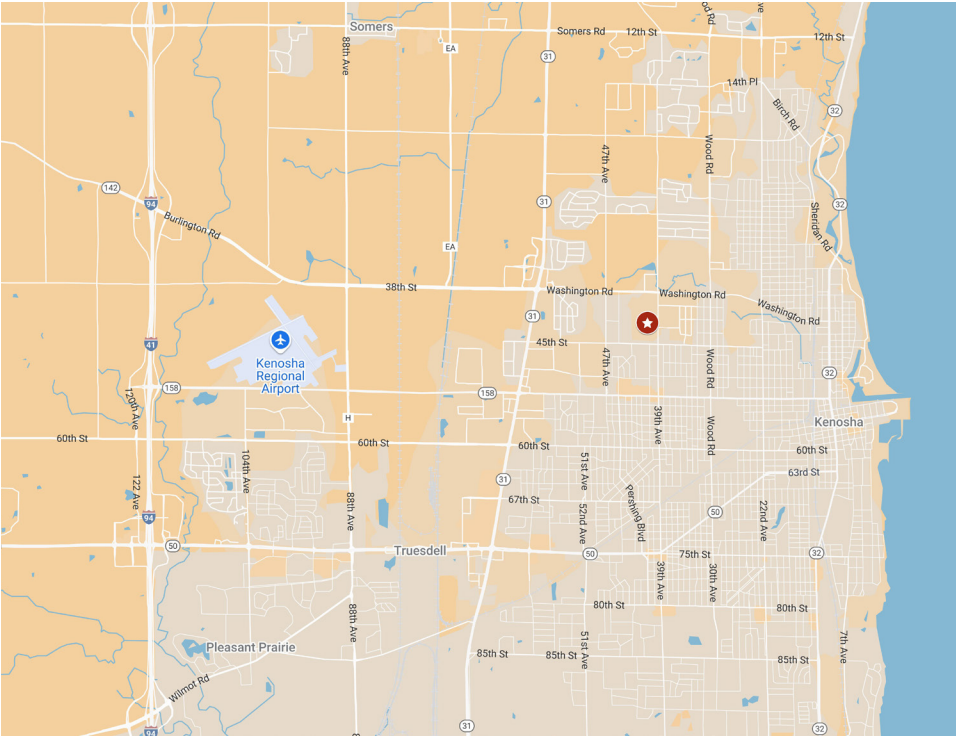 Somers
Somers Rd
12th St
12th St
88th Ave
EA
31
14th Pl
Birch Rd
32
47th Ave
Wood Rd
142
94
Burlington Rd
31
32
Sheridan Rd
EA
38th St
Washington Rd
Washington Rd
Washington Rd
31
45th St
41
Kenosha
Regional
Airport
47th Ave
Wood Rd
32
158
158
120th Ave
H
39th Ave
Wood Rd
Kenosha
60th St
60th St
60th St
60th St
104th Ave
51st Ave
63rd St
122 Ave
31
88th Ave
67th St
52nd Ave
Pershing Blvd
50
22nd Ave
94
50
Truesdell
50
75th St
32
39th Ave
30th Ave
88th Ave
80th St
80th St
Pleasant Prairie
85th St
85th St
51st Ave
85th St
7th Ave
Wilmot Rd
31
32
94